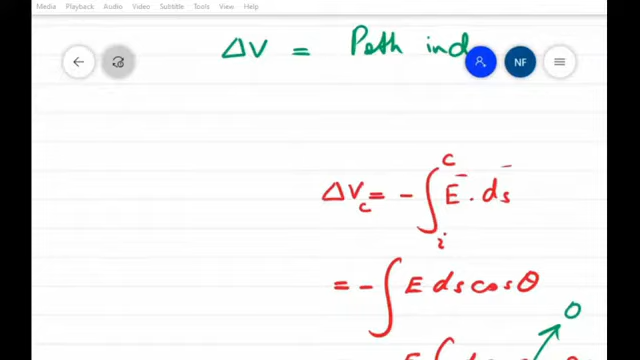 Media Playback Audio Video Subtitle Tools View Help
ΔV = Path ind
NF
ΔV_c = - ∫_i^c E̅ . ds̅
= - ∫ E ds cos θ
0